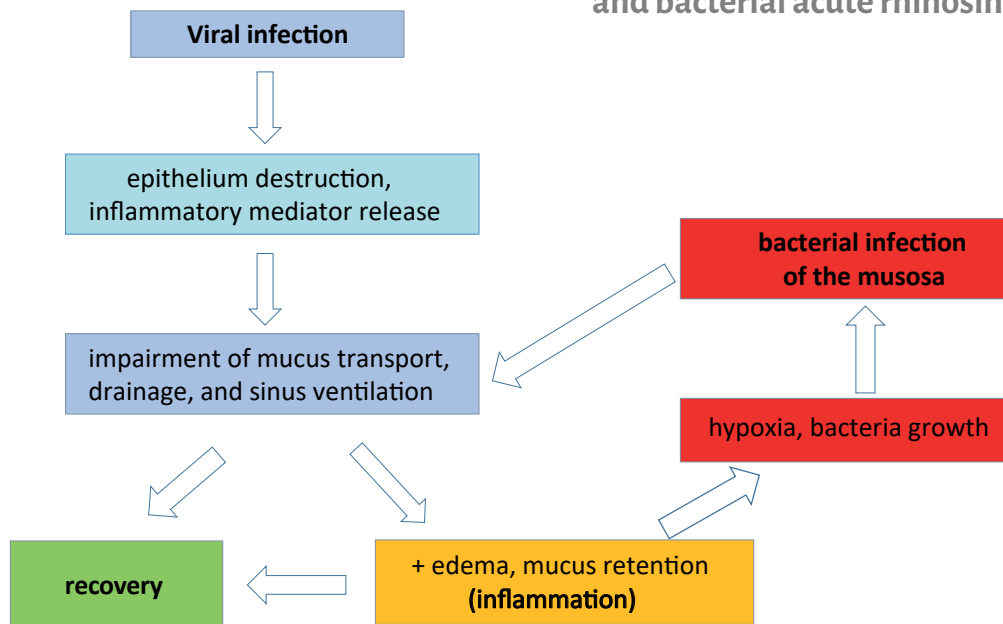 and bacterial acute rhinosin
Viral infection
epithelium destruction,
inflammatory mediator release
bacterial infection
of the musosa
impairment of mucus transport,
drainage, and sinus ventilation
hypoxia, bacteria growth
+ edema, mucus retention
(inflammation)
recovery